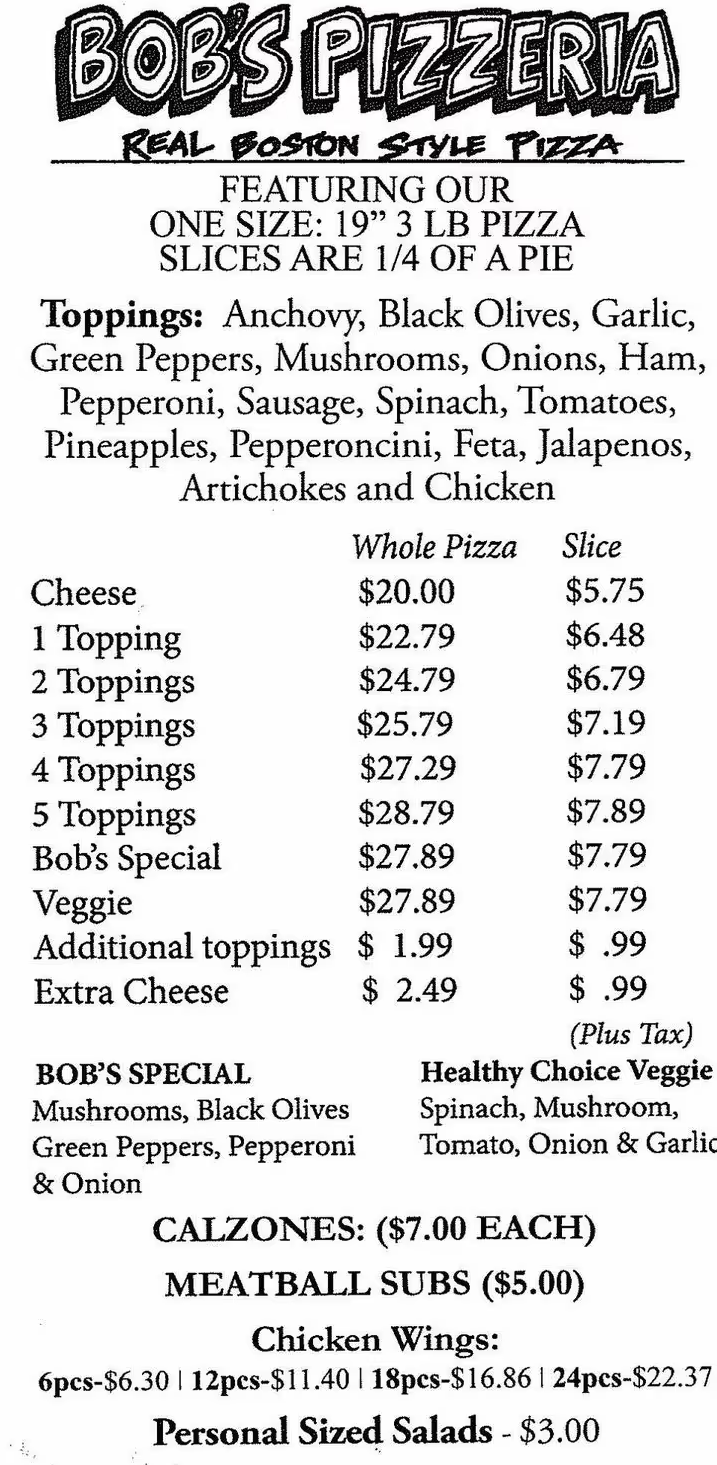 BOB'S PIZZERIA
REAL BOSTON STYLE PIZZA
FEATURING OUR
ONE SIZE: 19” 3 LB PIZZA
SLICES ARE 1/4 OF A PIE
Toppings: Anchovy, Black Olives, Garlic,
Green Peppers, Mushrooms, Onions, Ham,
Pepperoni, Sausage, Spinach, Tomatoes,
Pineapples, Pepperoncini, Feta, Jalapenos,
Artichokes and Chicken
Whole Pizza Slice
Cheese $20.00 $5.75
1 Topping $22.79 $6.48
2 Toppings $24.79 $6.79
3 Toppings $25.79 $7.19
4 Toppings $27.29 $7.79
5 Toppings $28.79 $7.89
Bob's Special $27.89 $7.79
Veggie $27.89 $7.79
Additional toppings $ 1.99 $ .99
Extra Cheese $ 2.49 $ .99
(Plus Tax)
BOB'S SPECIAL
Mushrooms, Black Olives
Green Peppers, Pepperoni
& Onion
Healthy Choice Veggie
Spinach, Mushroom,
Tomato, Onion & Garlic
CALZONES: ($7.00 EACH)
MEATBALL SUBS ($5.00)
Chicken Wings:
6pcs-$6.30 | 12pcs-$11.40 | 18pcs-$16.86 | 24pcs-$22.37
Personal Sized Salads - $3.00